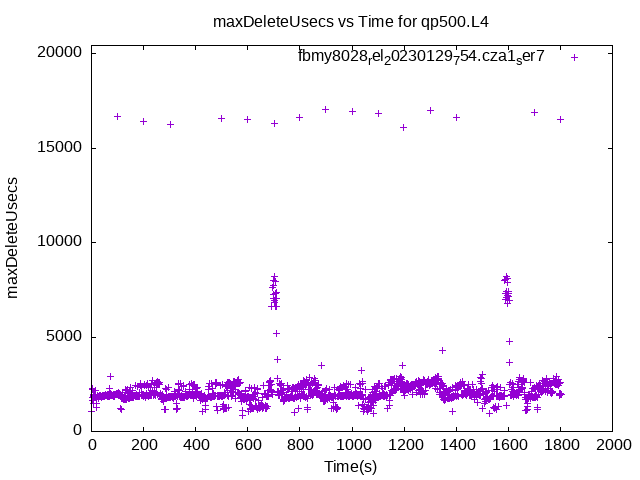 maxDeleteUsecs vs Time for qp500.L4
fbmy8028rel20230129754.cza1ser7
20000
15000
10000
5000
0
maxDeleteUsecs
0 200 400 600 800 1000 1200 1400 1600 1800 2000
Time(s)